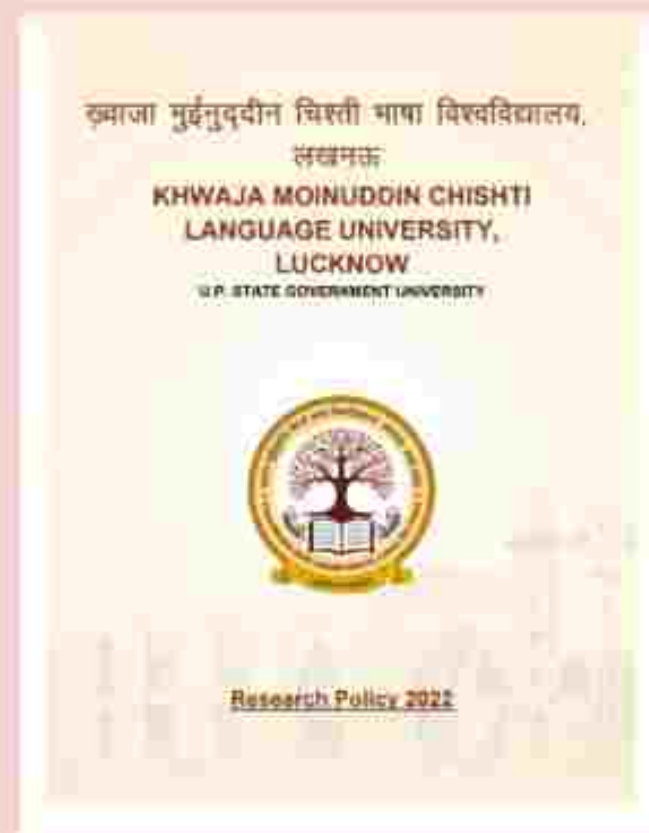 ख़्वाजा मुईनुद्दीन चिश्ती भाषा विश्वविद्यालय,
लखनऊ
KHWAJA MOINUDDIN CHISHTI
LANGUAGE UNIVERSITY,
LUCKNOW
U.P. STATE GOVERNMENT UNIVERSITY
Research Policy 2022